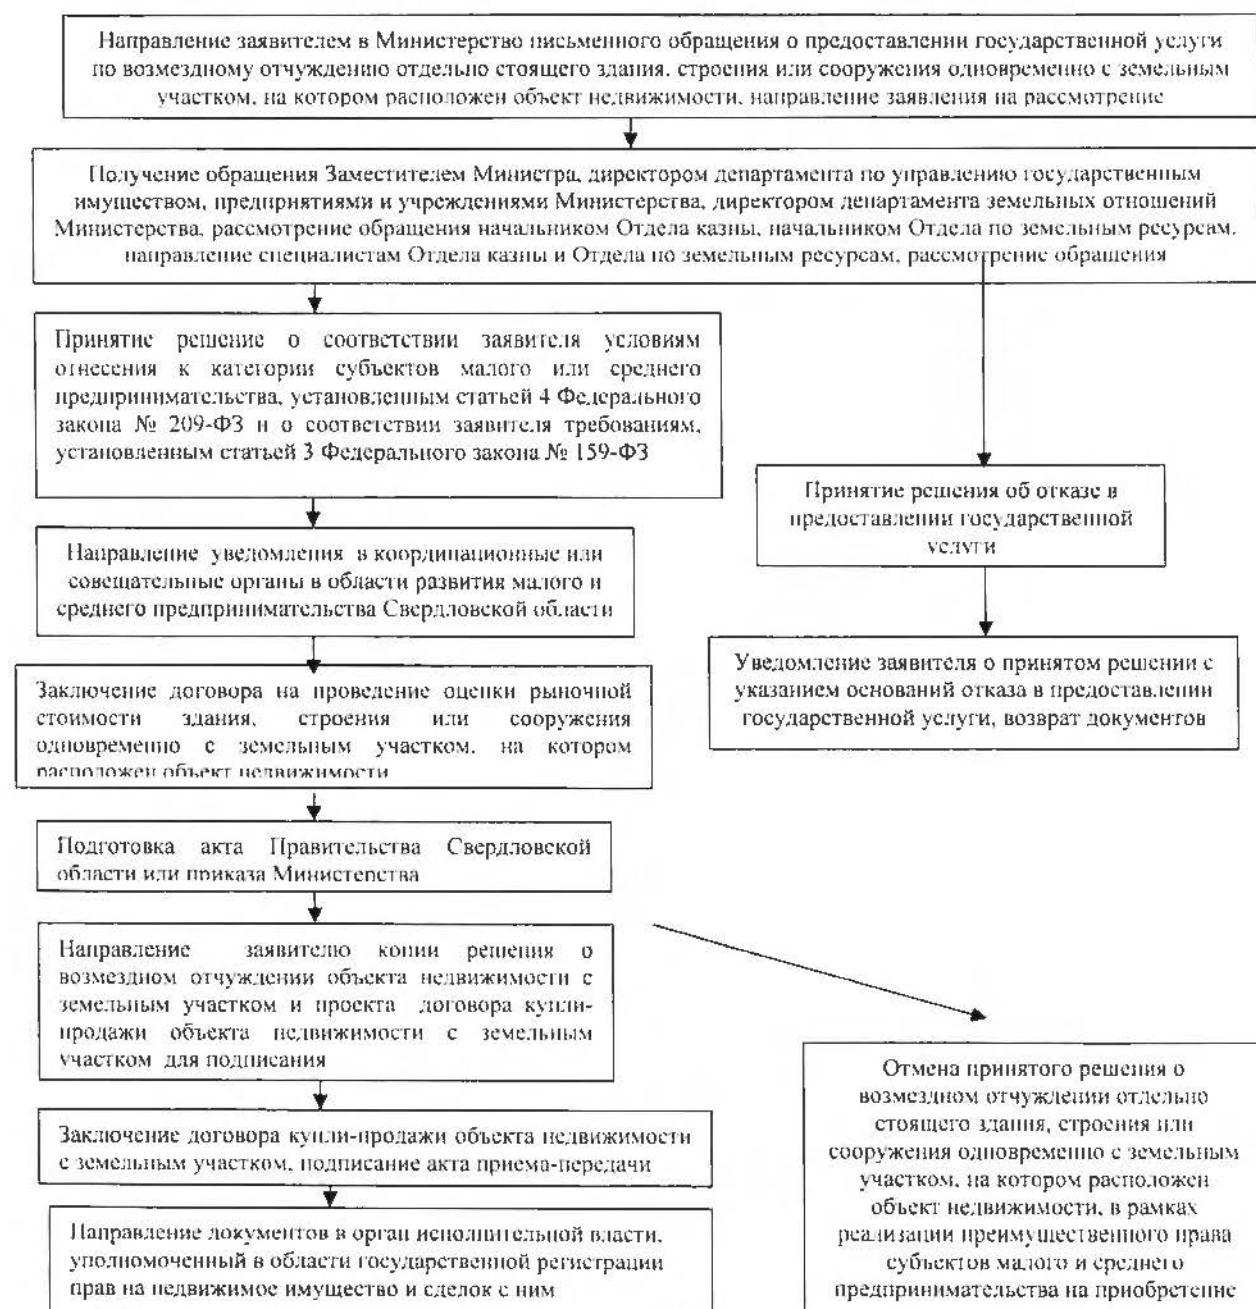 Направление заявителем в Министерство письменного обращения о предоставлении государственной услуги
по возмездному отчуждению отдельно стоящего здания, строения или сооружения одновременно с земельным
участком, на котором расположен объект недвижимости, направление заявления на рассмотрение
Получение обращения Заместителем Министра, директором департамента по управлению государственным
имуществом, предприятиями и учреждениями Министерства, директором департамента земельных отношений
Министерства, рассмотрение обращения начальником Отдела казны, начальником Отдела по земельным ресурсам,
направление специалистам Отдела казны и Отдела по земельным ресурсам, рассмотрение обращения
Принятие решение о соответствии заявителя условиям
отнесения к категории субъектов малого или среднего
предпринимательства, установленным статьей 4 Федерального
закона № 209-ФЗ и о соответствии заявителя требованиям,
установленным статьей 3 Федерального закона № 159-ФЗ
Принятие решения об отказе в
предоставлении государственной
услуги
Направление уведомления в координационные или
совещательные органы в области развития малого и
среднего предпринимательства Свердловской области
Уведомление заявителя о принятом решении с
указанием оснований отказа в предоставлении
государственной услуги, возврат документов
Заключение договора на проведение оценки рыночной
стоимости здания, строения или сооружения
одновременно с земельным участком, на котором
расположен объект недвижимости
Подготовка акта Правительства Свердловской
области или приказа Министерства
Направление заявителю копии решения о
возмездном отчуждении объекта недвижимости с
земельным участком и проекта договора купли-
продажи объекта недвижимости с земельным
участком для подписания
Заключение договора купли-продажи объекта недвижимости
с земельным участком, подписание акта приема-передачи
Направление документов в орган исполнительной власти,
уполномоченный в области государственной регистрации
прав на недвижимое имущество и сделок с ним
Отмена принятого решения о
возмездном отчуждении отдельно
стоящего здания, строения или
сооружения одновременно с земельным
участком, на котором расположен
объект недвижимости, в рамках
реализации преимущественного права
субъектов малого и среднего
предпринимательства на приобретение